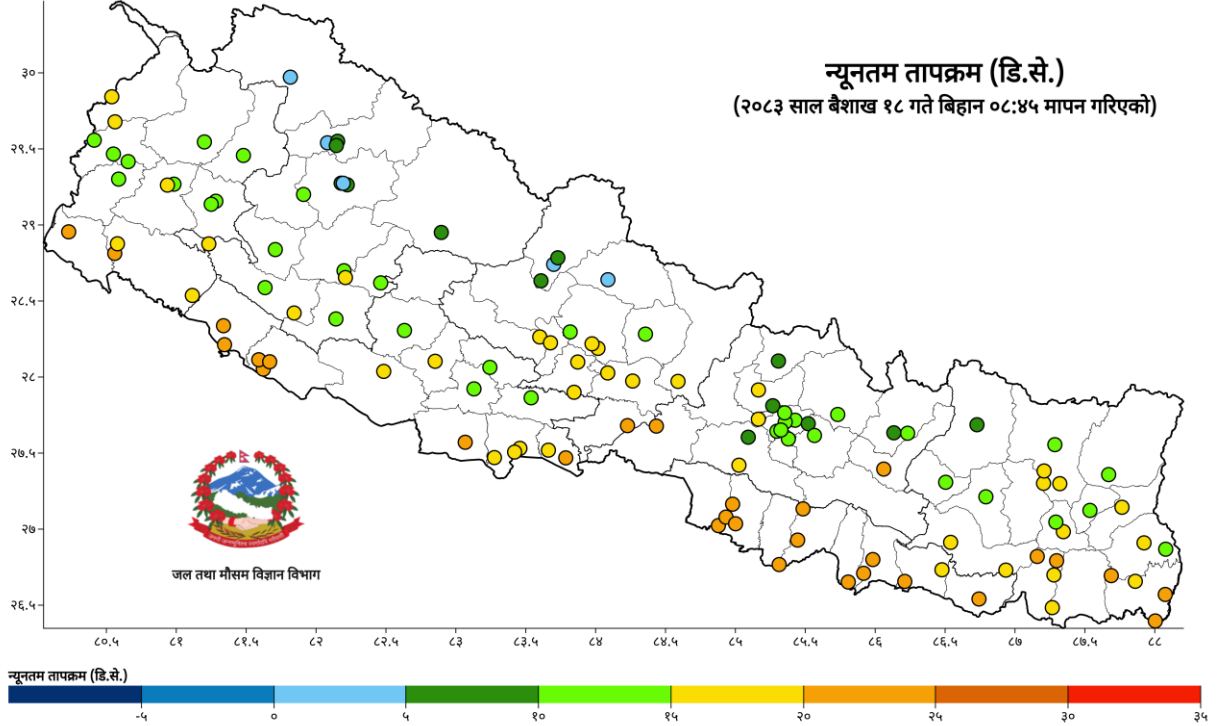 न्यूनतम तापक्रम (डि.से.)
(२०८३ साल बैशाख १८ गते बिहान ०८:४५ मापन गरिएको)
३०
२९.५
२९
२८.५
२८
२७.५
२७
२६.५
जल तथा मौसम विज्ञान विभाग
८०.५ ८१ ८१.५ ८२ ८२.५ ८३ ८३.५ ८४ ८४.५ ८५ ८५.५ ८६ ८६.५ ८७ ८७.५ ८८
न्यूनतम तापक्रम (डि.से.)
-५ ० ५ १० १५ २० २५ ३० ३५